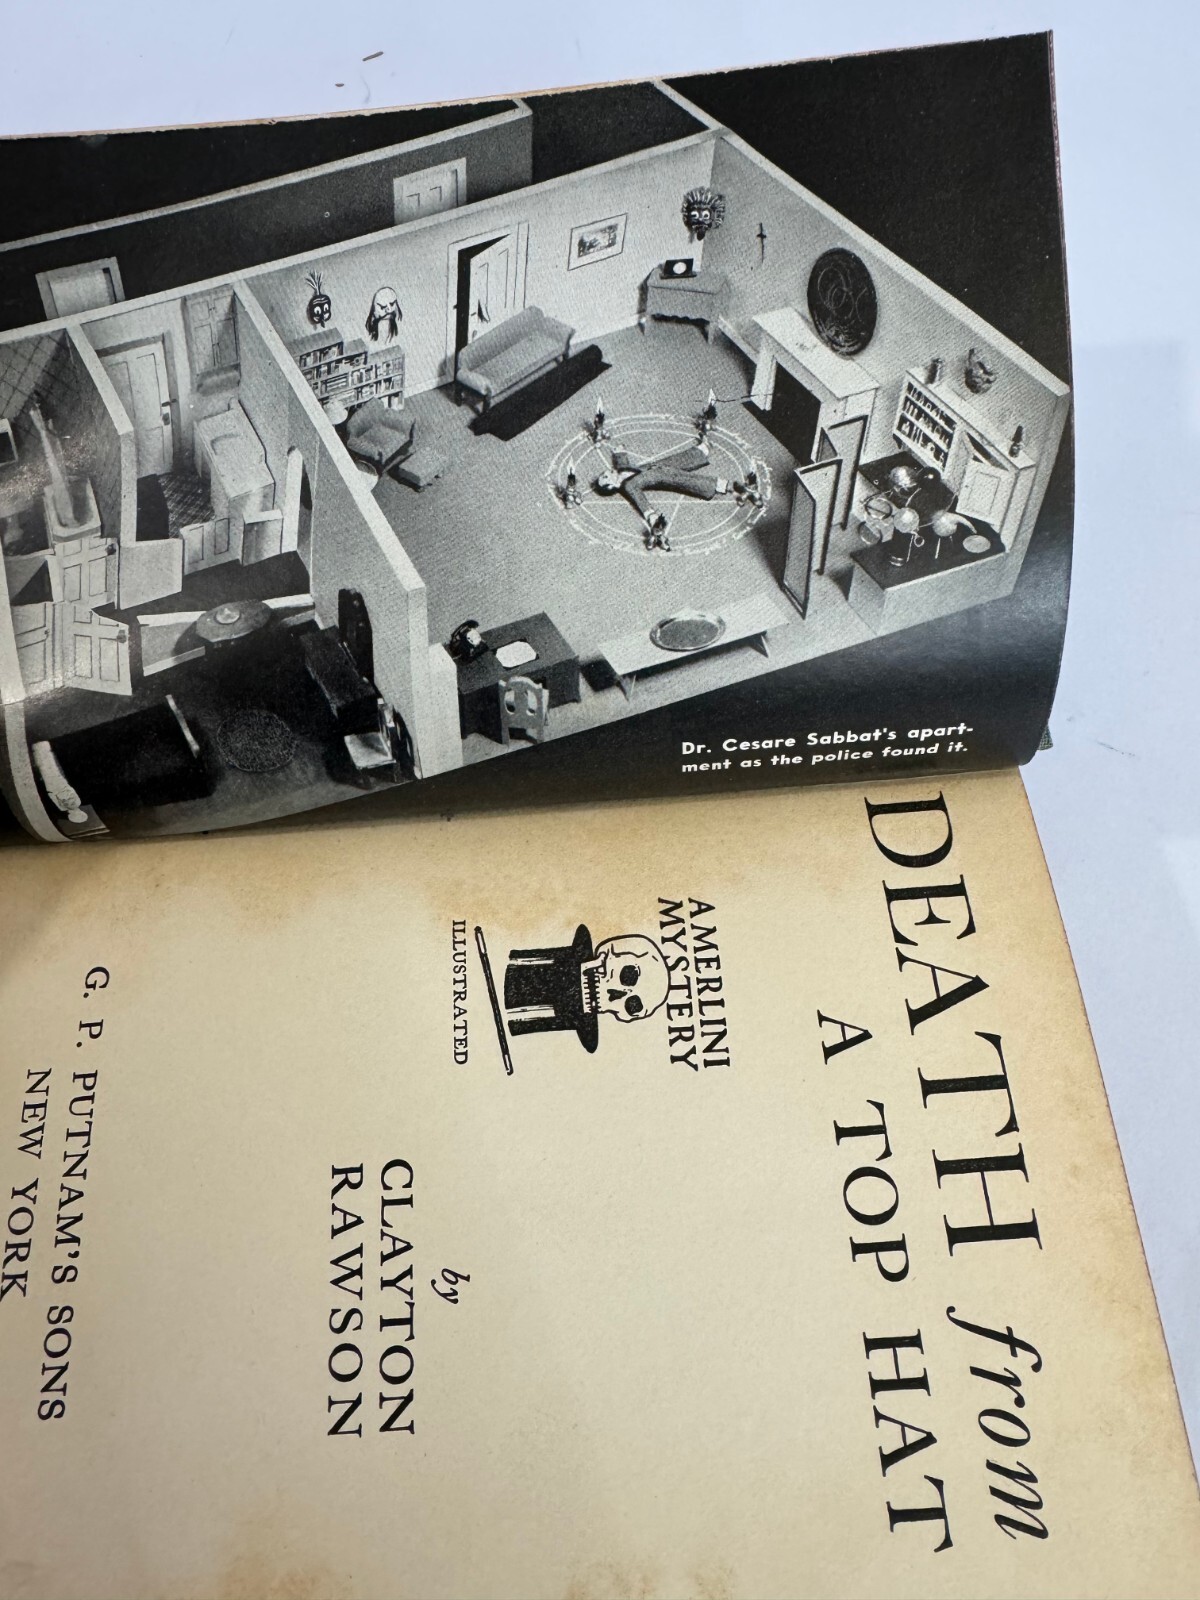 Dr. Cesare Sabbat's apart-
ment as the police found it.
DEATH from
A TOP HAT
AMERLINI
MYSTERY
ILLUSTRATED
by
CLAYTON
RAWSON
G. P. PUTNAM'S SONS
NEW YORK